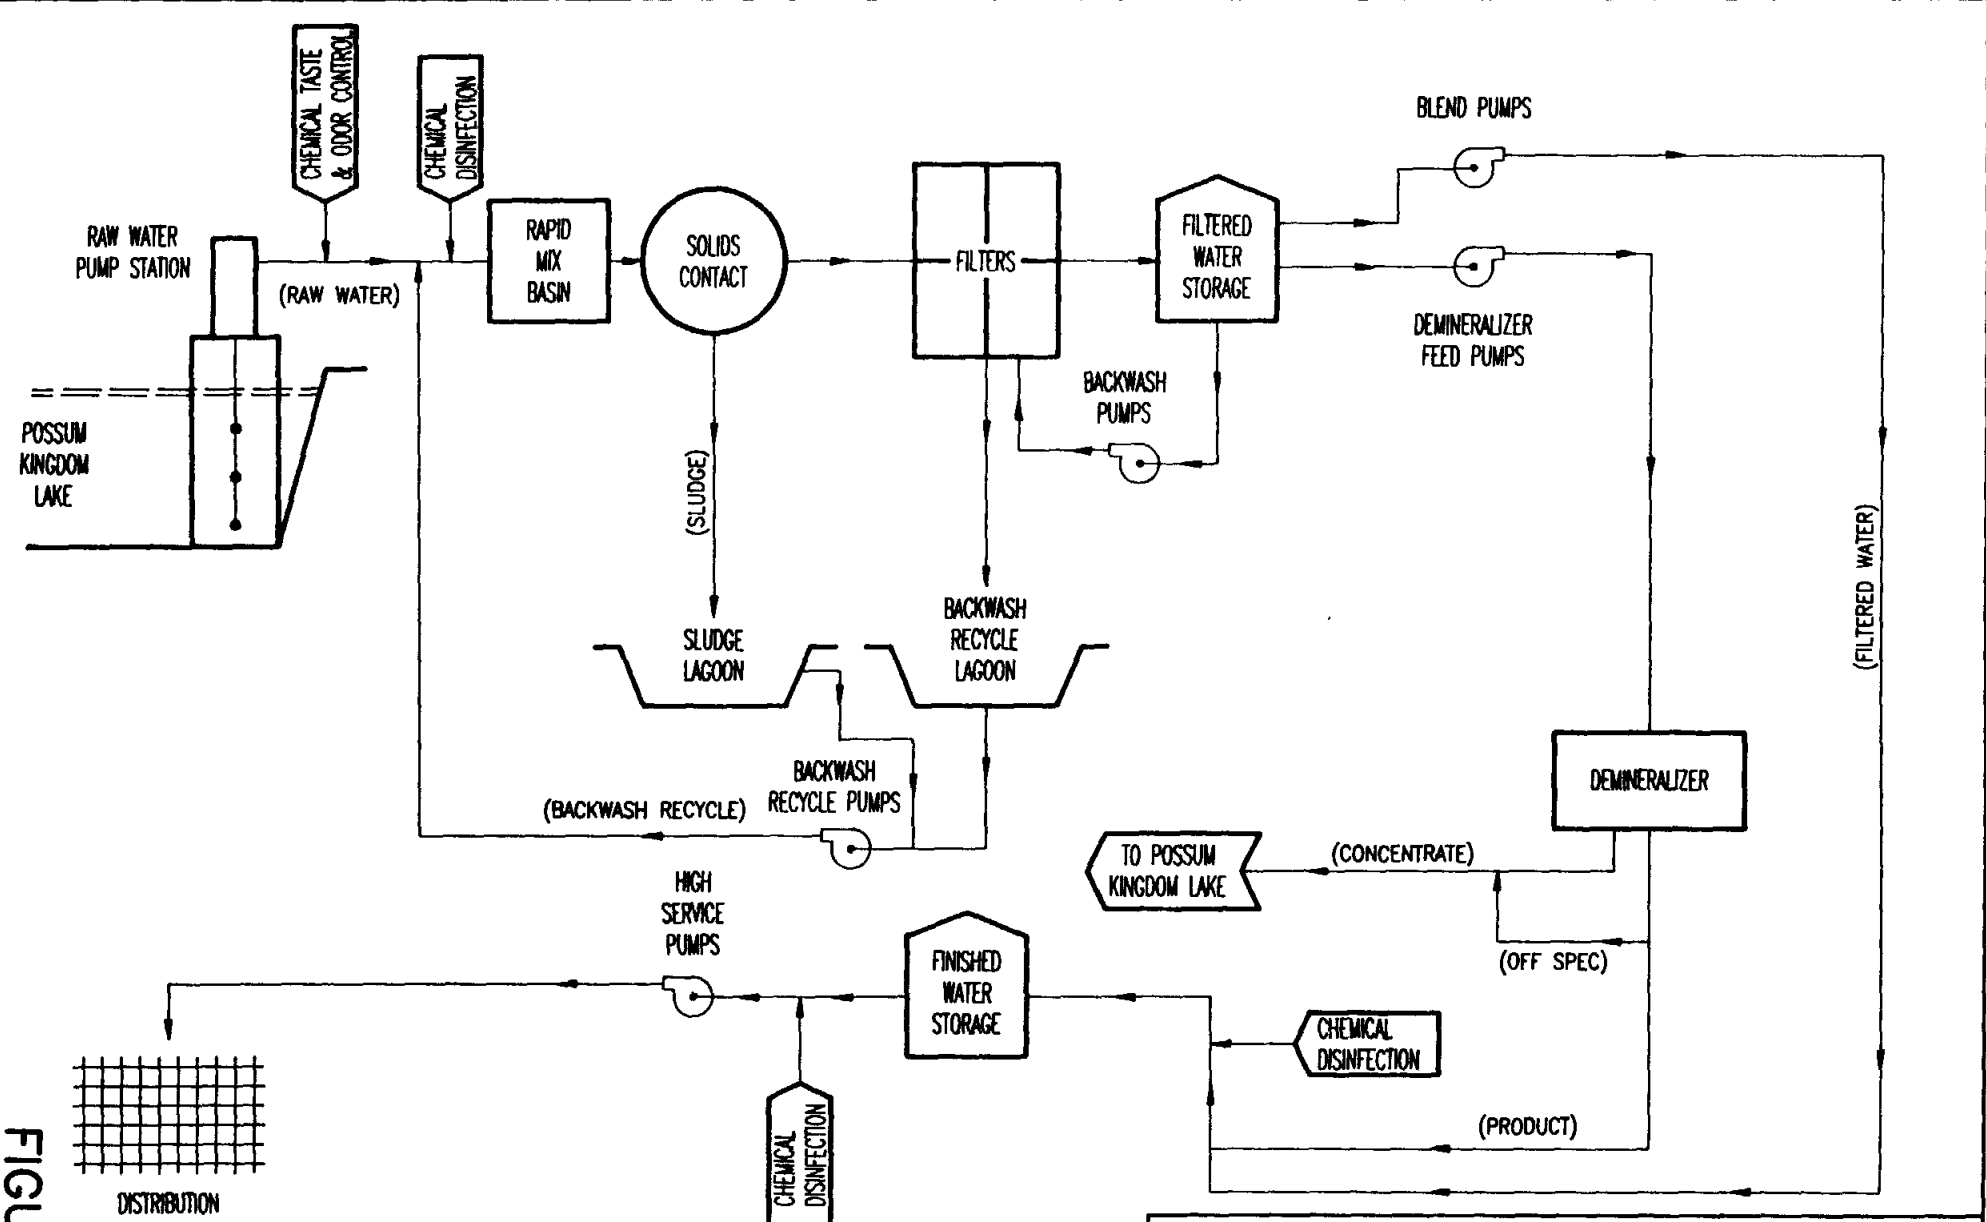 CHEMICAL TASTE
& ODOR CONTROL
CHEMICAL
DISINFECTION
BLEND PUMPS
RAW WATER
PUMP STATION
(RAW WATER)
RAPID
MIX
BASIN
SOLIDS
CONTACT
FILTERS
FILTERED
WATER
STORAGE
DEMINERALIZER
FEED PUMPS
BACKWASH
PUMPS
POSSUM
KINGDOM
LAKE
(SLUDGE)
(FILTERED WATER)
SLUDGE
LAGOON
BACKWASH
RECYCLE
LAGOON
BACKWASH
RECYCLE PUMPS
(BACKWASH RECYCLE)
DEMINERALIZER
TO POSSUM
KINGDOM LAKE
(CONCENTRATE)
(OFF SPEC)
HIGH
SERVICE
PUMPS
FINISHED
WATER
STORAGE
CHEMICAL
DISINFECTION
(PRODUCT)
CHEMICAL
DISINFECTION
DISTRIBUTION
FIGU